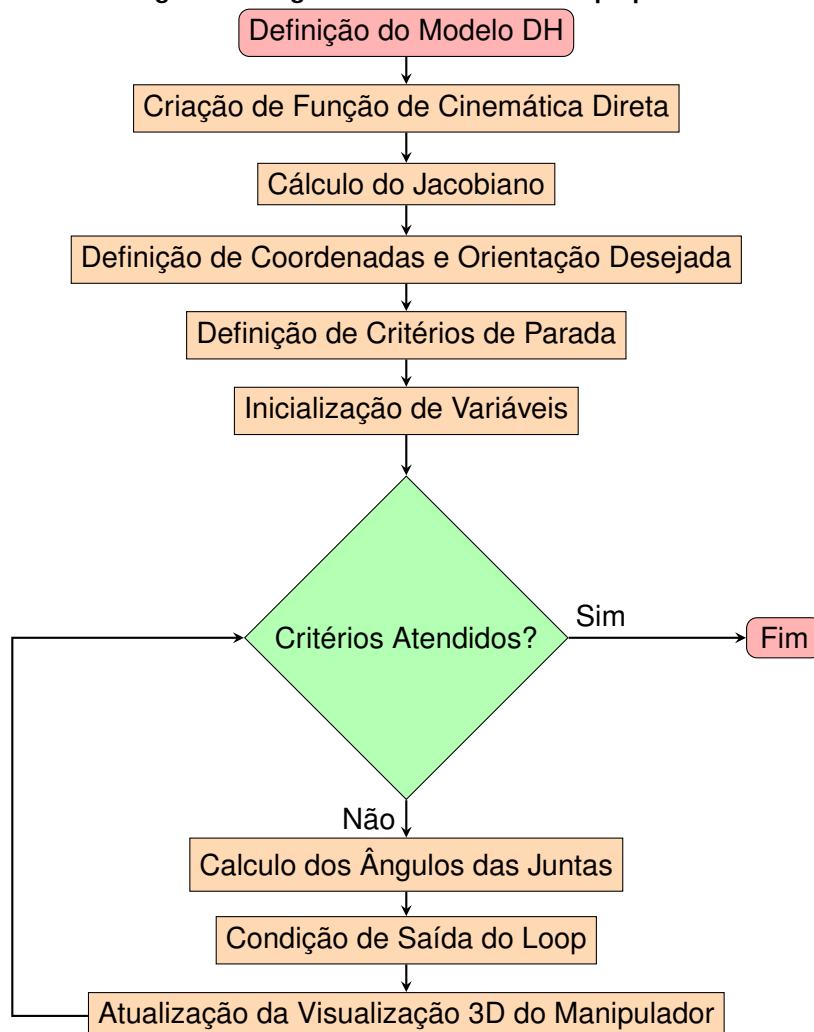 Definição do Modelo DH
Criação de Função de Cinemática Direta
Cálculo do Jacobiano
Definição de Coordenadas e Orientação Desejada
Definição de Critérios de Parada
Inicialização de Variáveis
Critérios Atendidos?
Sim
Fim
Não
Calculo dos Ângulos das Juntas
Condição de Saída do Loop
Atualização da Visualização 3D do Manipulador